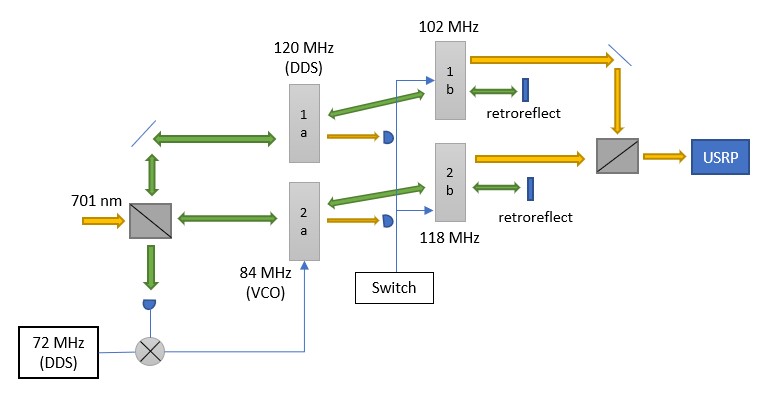 102 MHz
120 MHz
(DDS)
1
b
1
a
retroreflect
2
b
USRP
701 nm
2
a
retroreflect
118 MHz
84 MHz
(VCO)
Switch
72 MHz
(DDS)